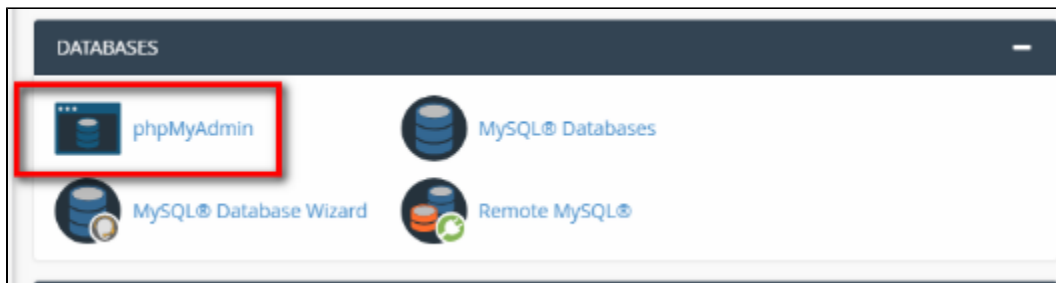 DATABASES
phpMyAdmin
MySQL® Databases
MySQL® Database Wizard
Remote MySQL®